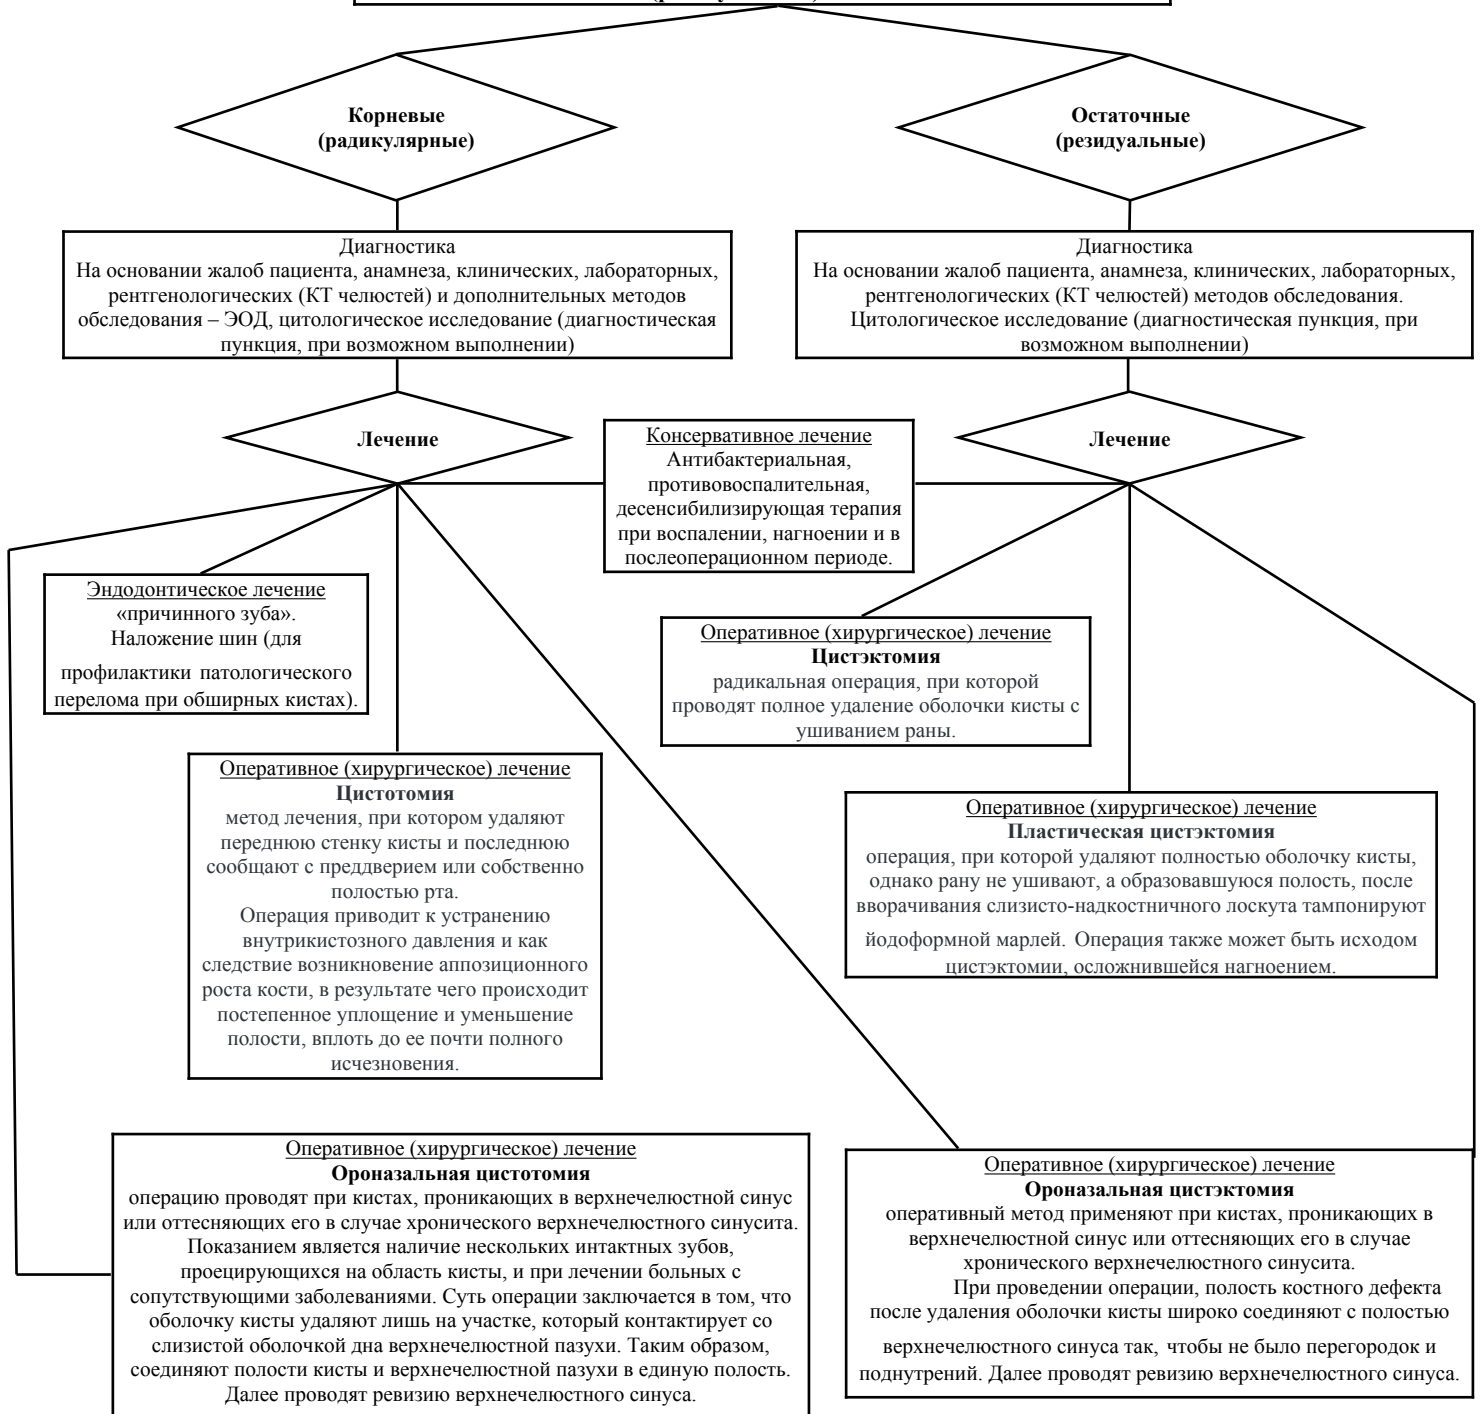 Корневые
(радикулярные)
Остаточные
(резидуальные)
Диагностика
На основании жалоб пациента, анамнеза, клинических, лабораторных,
рентгенологических (КТ челюстей) и дополнительных методов
обследования – ЭОД, цитологическое исследование (диагностическая
пункция, при возможном выполнении)
Диагностика
На основании жалоб пациента, анамнеза, клинических, лабораторных,
рентгенологических (КТ челюстей) методов обследования.
Цитологическое исследование (диагностическая пункция, при
возможном выполнении)
Лечение
Консервативное лечение
Антибактериальная,
противовоспалительная,
десенсибилизирующая терапия
при воспалении, нагноении и в
послеоперационном периоде.
Лечение
Эндодонтическое лечение
«причинного зуба».
Наложение шин (для
профилактики патологического
перелома при обширных кистах).
Оперативное (хирургическое) лечение
Цистэктомия
радикальная операция, при которой
проводят полное удаление оболочки кисты с
ушиванием раны.
Оперативное (хирургическое) лечение
Цистотомия
метод лечения, при котором удаляют
переднюю стенку кисты и последнюю
сообщают с преддверием или собственно
полостью рта.
Операция приводит к устранению
внутрикистозного давления и как
следствие возникновение аппозиционного
роста кости, в результате чего происходит
постепенное уплощение и уменьшение
полости, вплоть до ее почти полного
исчезновения.
Оперативное (хирургическое) лечение
Пластическая цистэктомия
операция, при которой удаляют полностью оболочку кисты,
однако рану не ушивают, а образовавшуюся полость, после
вворачивания слизисто-надкостничного лоскута тампонируют
йодоформной марлей. Операция также может быть исходом
цистэктомии, осложнившейся нагноением.
Оперативное (хирургическое) лечение
Ороназальная цистотомия
операцию проводят при кистах, проникающих в верхнечелюстной синус
или оттесняющих его в случае хронического верхнечелюстного синусита.
Показанием является наличие нескольких интактных зубов,
проецирующихся на область кисты, и при лечении больных с
сопутствующими заболеваниями. Суть операции заключается в том, что
оболочку кисты удаляют лишь на участке, который контактирует со
слизистой оболочкой дна верхнечелюстной пазухи. Таким образом,
соединяют полости кисты и верхнечелюстной пазухи в единую полость.
Далее проводят ревизию верхнечелюстного синуса.
Оперативное (хирургическое) лечение
Ороназальная цистэктомия
оперативный метод применяют при кистах, проникающих в
верхнечелюстной синус или оттесняющих его в случае
хронического верхнечелюстного синусита.
При проведении операции, полость костного дефекта
после удаления оболочки кисты широко соединяют с полостью
верхнечелюстного синуса так, чтобы не было перегородок и
поднутрений. Далее проводят ревизию верхнечелюстного синуса.